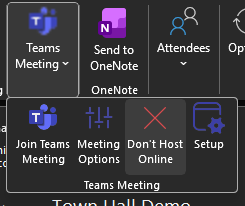 Teams
Meeting
Send to
OneNote
Attendees
OneNote
Join Teams
Meeting
Meeting
Options
Don't Host
Online
Setup
Teams Meeting
Town Hall Demo